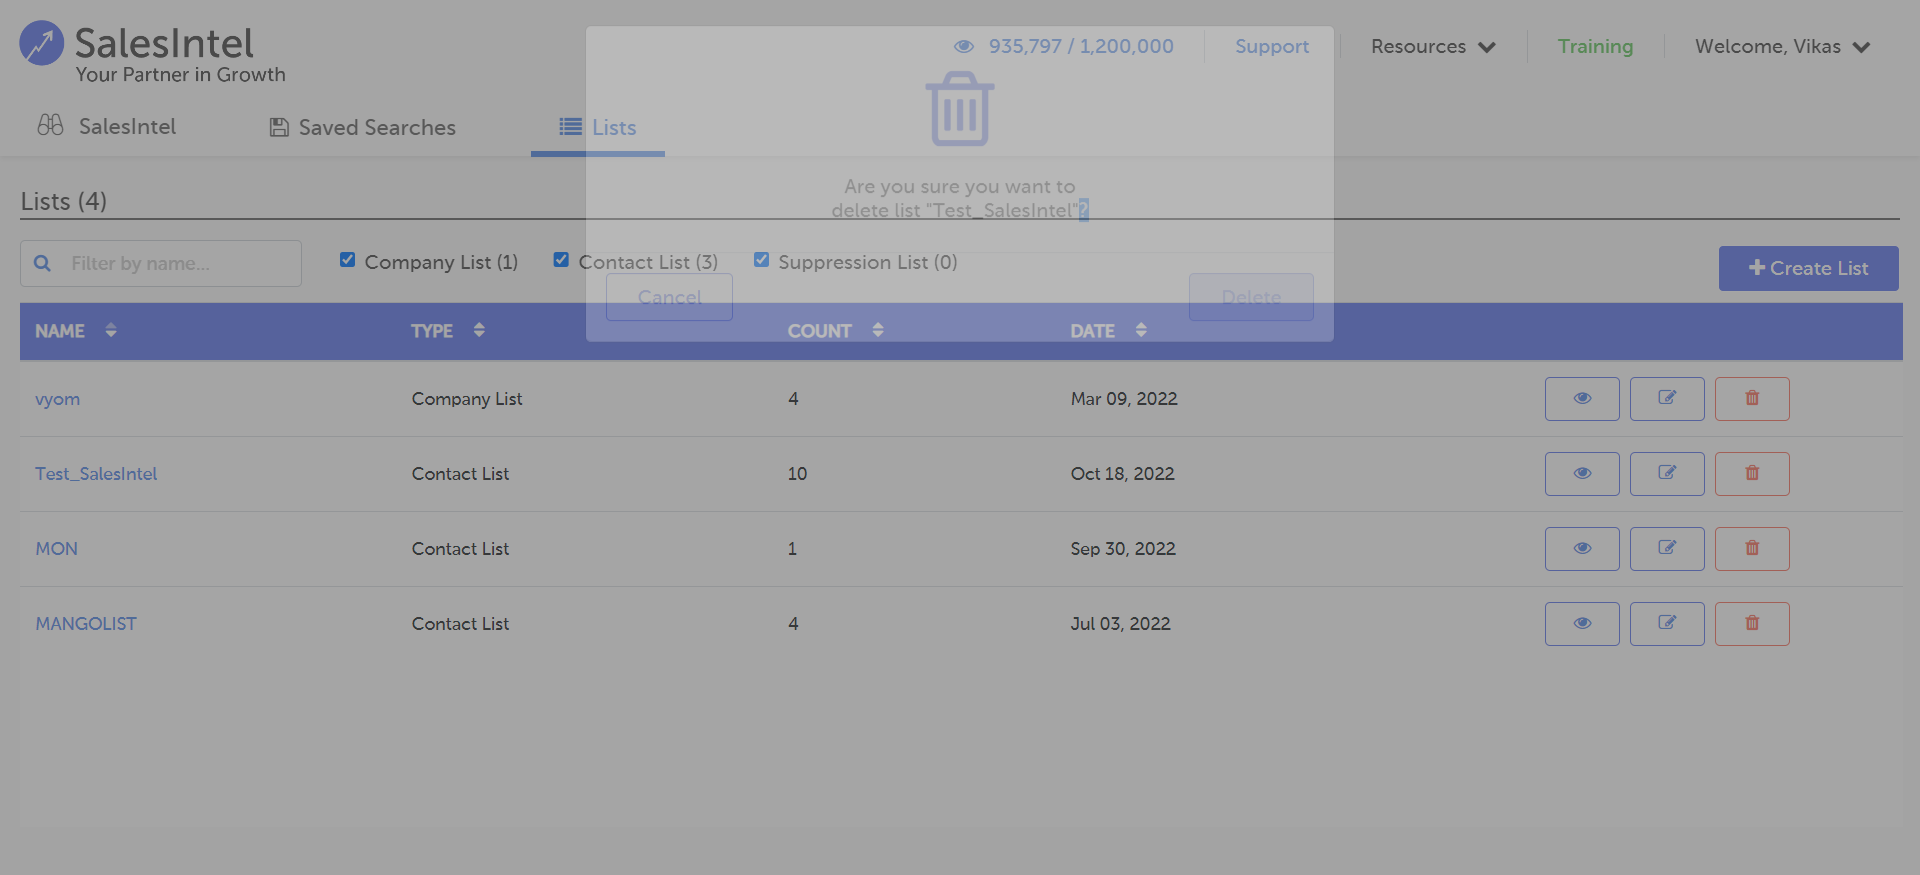 SalesIntel
Your Partner in Growth
935,797 / 1,200,000
Support
Resources
Training
Welcome, Vikas
SalesIntel
Saved Searches
Lists
Are you sure you want to
delete list "Test_SalesIntel"?
Lists (4)
Filter by name...
Company List (1)
Contact List (3)
Suppression List (0)
Create List
Cancel
Delete
NAME TYPE COUNT DATE
vyom Company List 4 Mar 09, 2022
Test_SalesIntel Contact List 10 Oct 18, 2022
MON Contact List 1 Sep 30, 2022
MANGOLIST Contact List 4 Jul 03, 2022